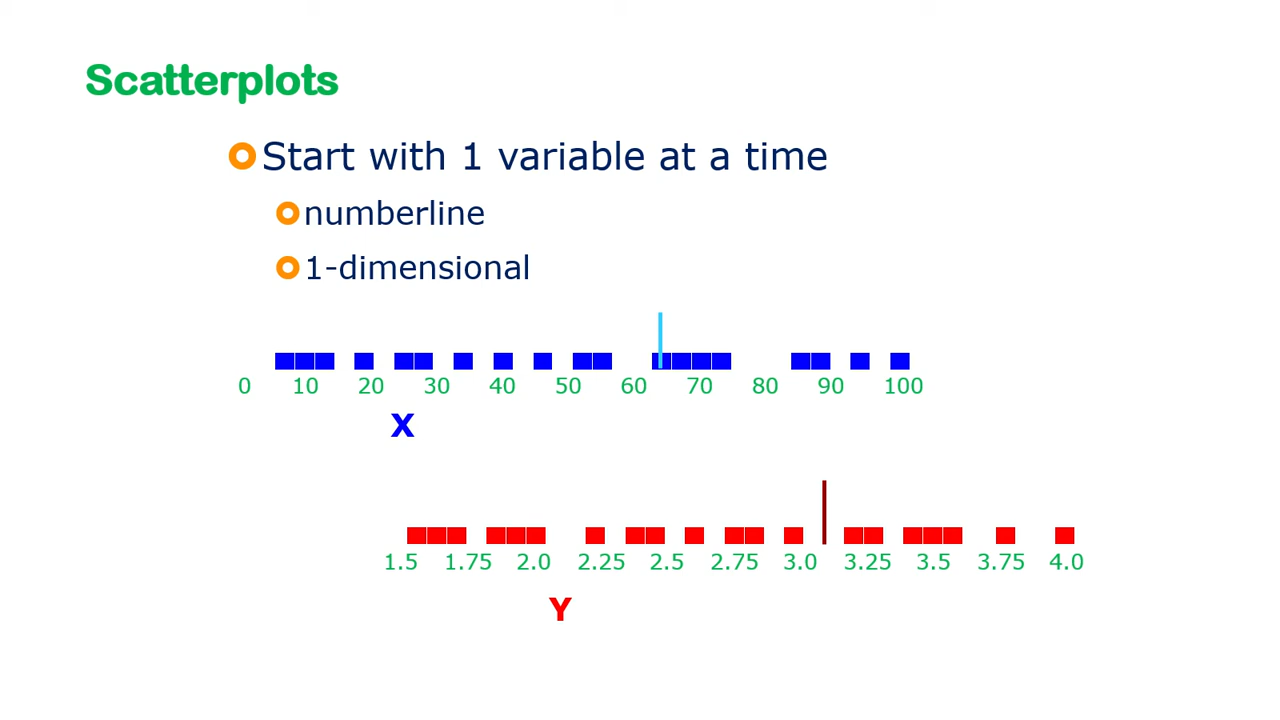 Scatterplots
Start with 1 variable at a time
numberline
1-dimensional
0 10 20 30 40 50 60 70 80 90 100
X
1.5 1.75 2.0 2.25 2.5 2.75 3.0 3.25 3.5 3.75 4.0
Y